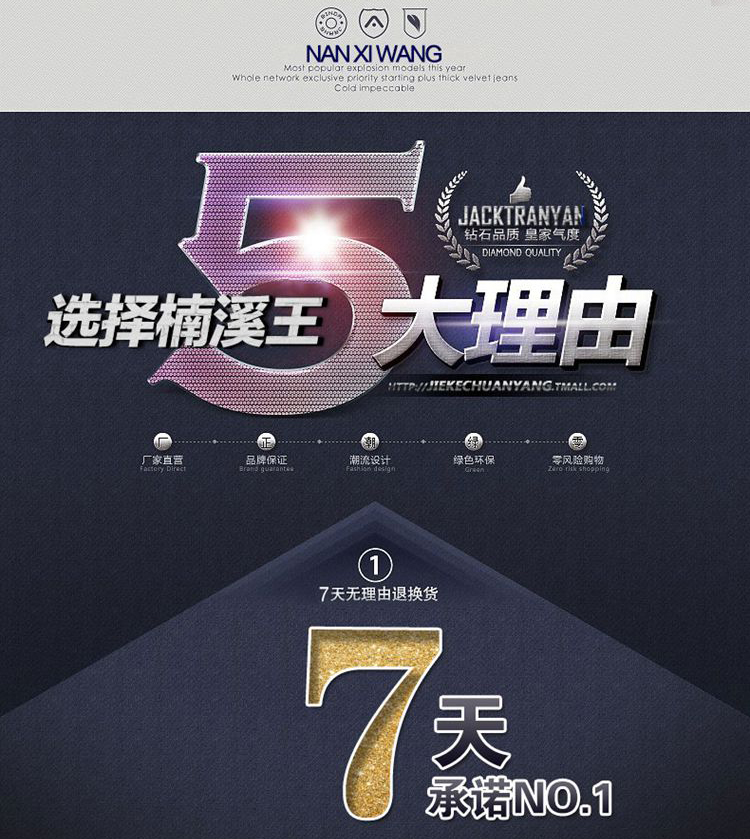 NAN XI WANG
Most popular explosion models this year
Whole network exclusive priority starting plus thick velvet jeans
Cold impeccable
5
JACKTRANYAN
钻石品质 皇家气度
DIAMOND QUALITY
选择楠溪王
大理由
HTTP://JIEKECHUANYANG.TMALL.COM
厂 正 潮 绿 零
厂家直营 品牌保证 潮流设计 绿色环保 零风险购物
Factory Direct Brand guarantee Fashion design Green Zero risk shopping
1
7天无理由退换货
7天
承诺NO.1